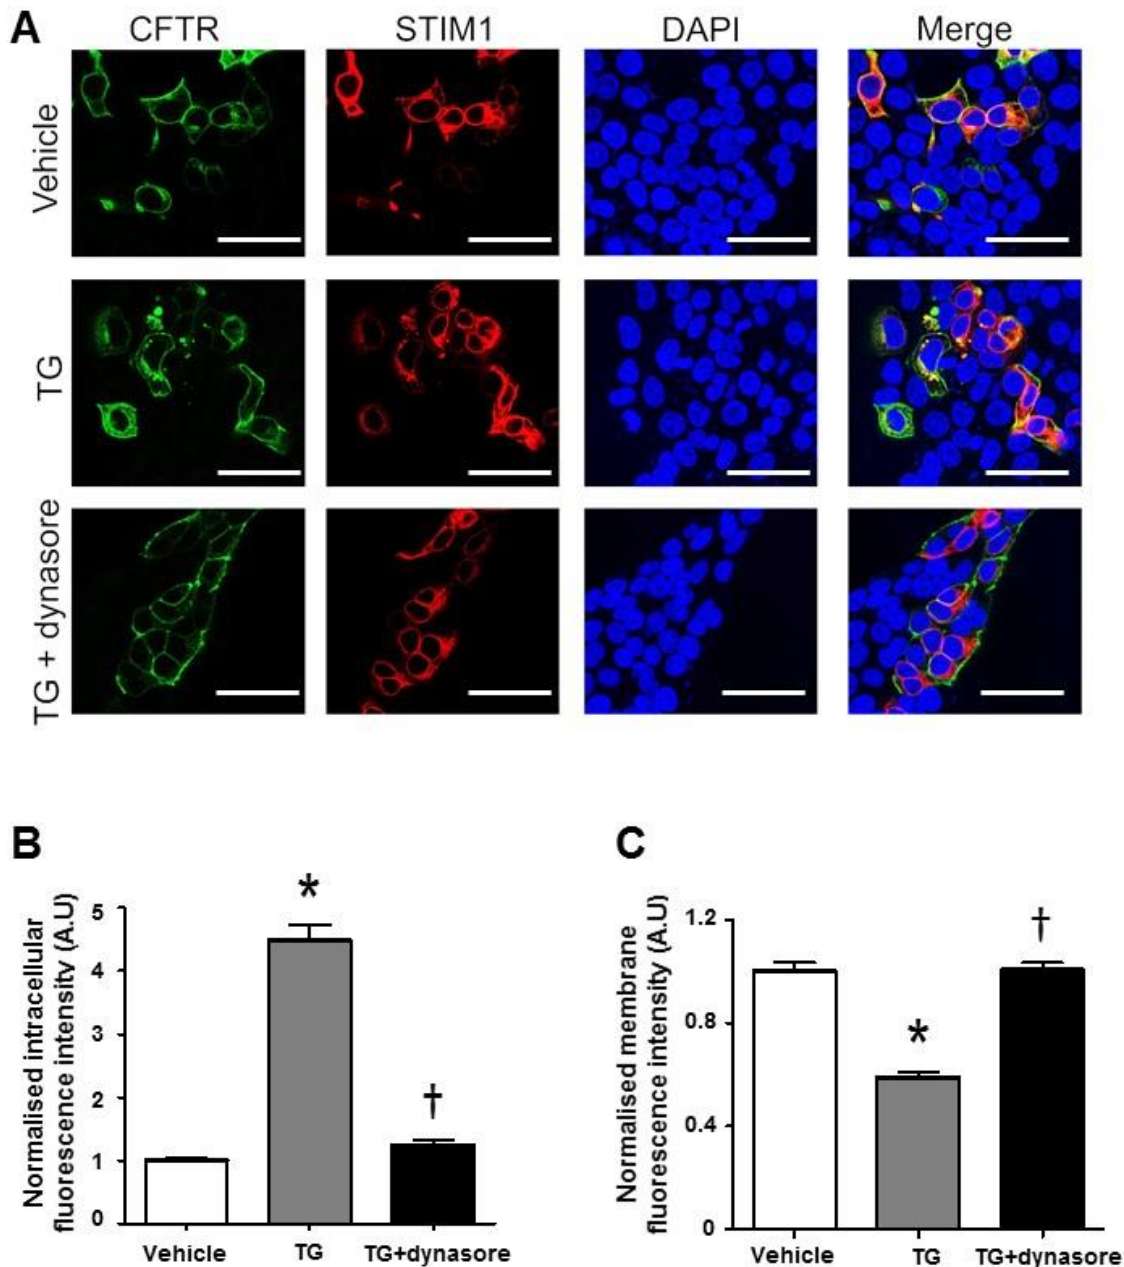 A
CFTR STIM1 DAPI Merge
Vehicle
TG
TG + dynasore
B
Normalised intracellular
fluorescence intensity (A.U)
5
4
3
2
1
0
*
†
Vehicle TG TG+dynasore
C
Normalised membrane
fluorescence intensity (A.U)
1.2
0.8
0.4
0
*
†
Vehicle TG TG+dynasore